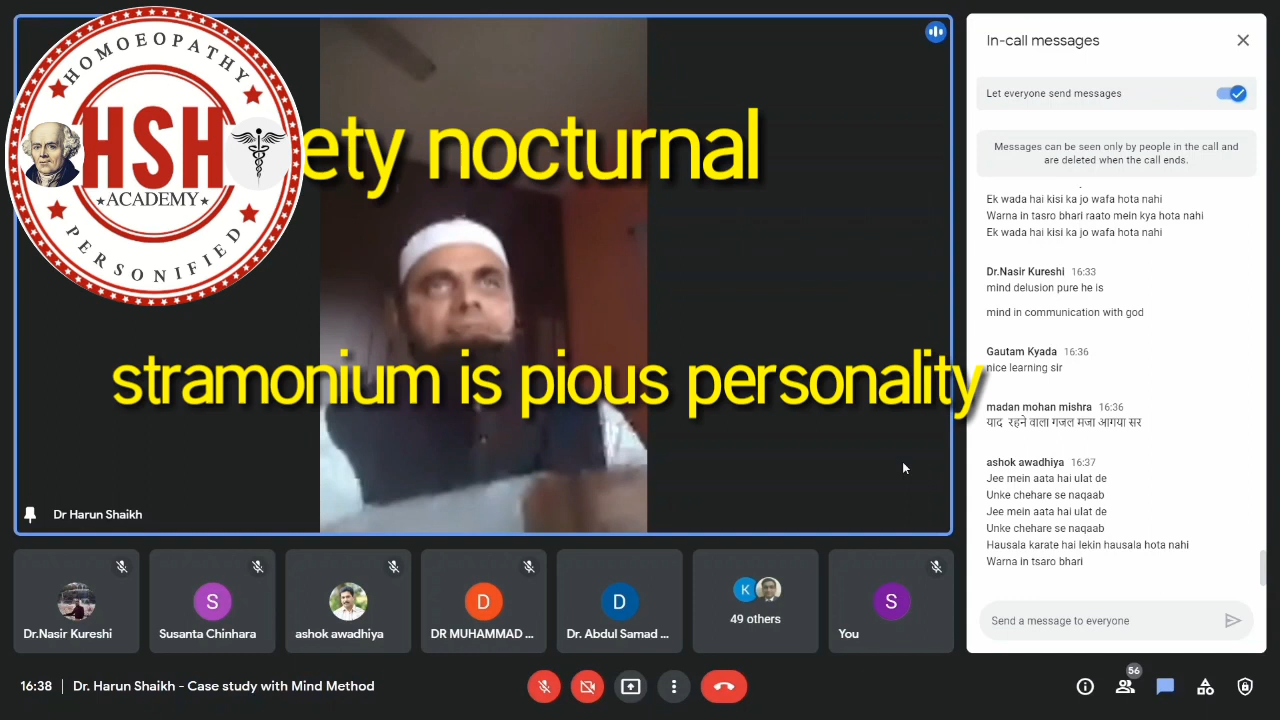 HOMOEOPATHY
HSH
ACADEMY
PERSONIFIED
ety nocturnal
stramonium is pious personality
Dr Harun Shaikh
Dr.Nasir Kureshi
S
Susanta Chinhara
ashok awadhiya
D
DR MUHAMMAD ...
D
Dr. Abdul Samad ...
K
49 others
S
You
16:38 | Dr. Harun Shaikh - Case study with Mind Method
56
In-call messages
Let everyone send messages
Messages can be seen only by people in the call and
are deleted when the call ends.
Ek wada hai kisi ka jo wafa hota nahi
Warna in tasro bhari raato mein kya hota nahi
Ek wada hai kisi ka jo wafa hota nahi
Dr.Nasir Kureshi 16:33
mind delusion pure he is
mind in communication with god
Gautam Kyada 16:36
nice learning sir
madan mohan mishra 16:36
याद रहने वाला गजल मजा आगया सर
ashok awadhiya 16:37
Jee mein aata hai ulat de
Unke chehare se naqaab
Jee mein aata hai ulat de
Unke chehare se naqaab
Hausala karate hai lekin hausala hota nahi
Warna in tsaro bhari
Send a message to everyone